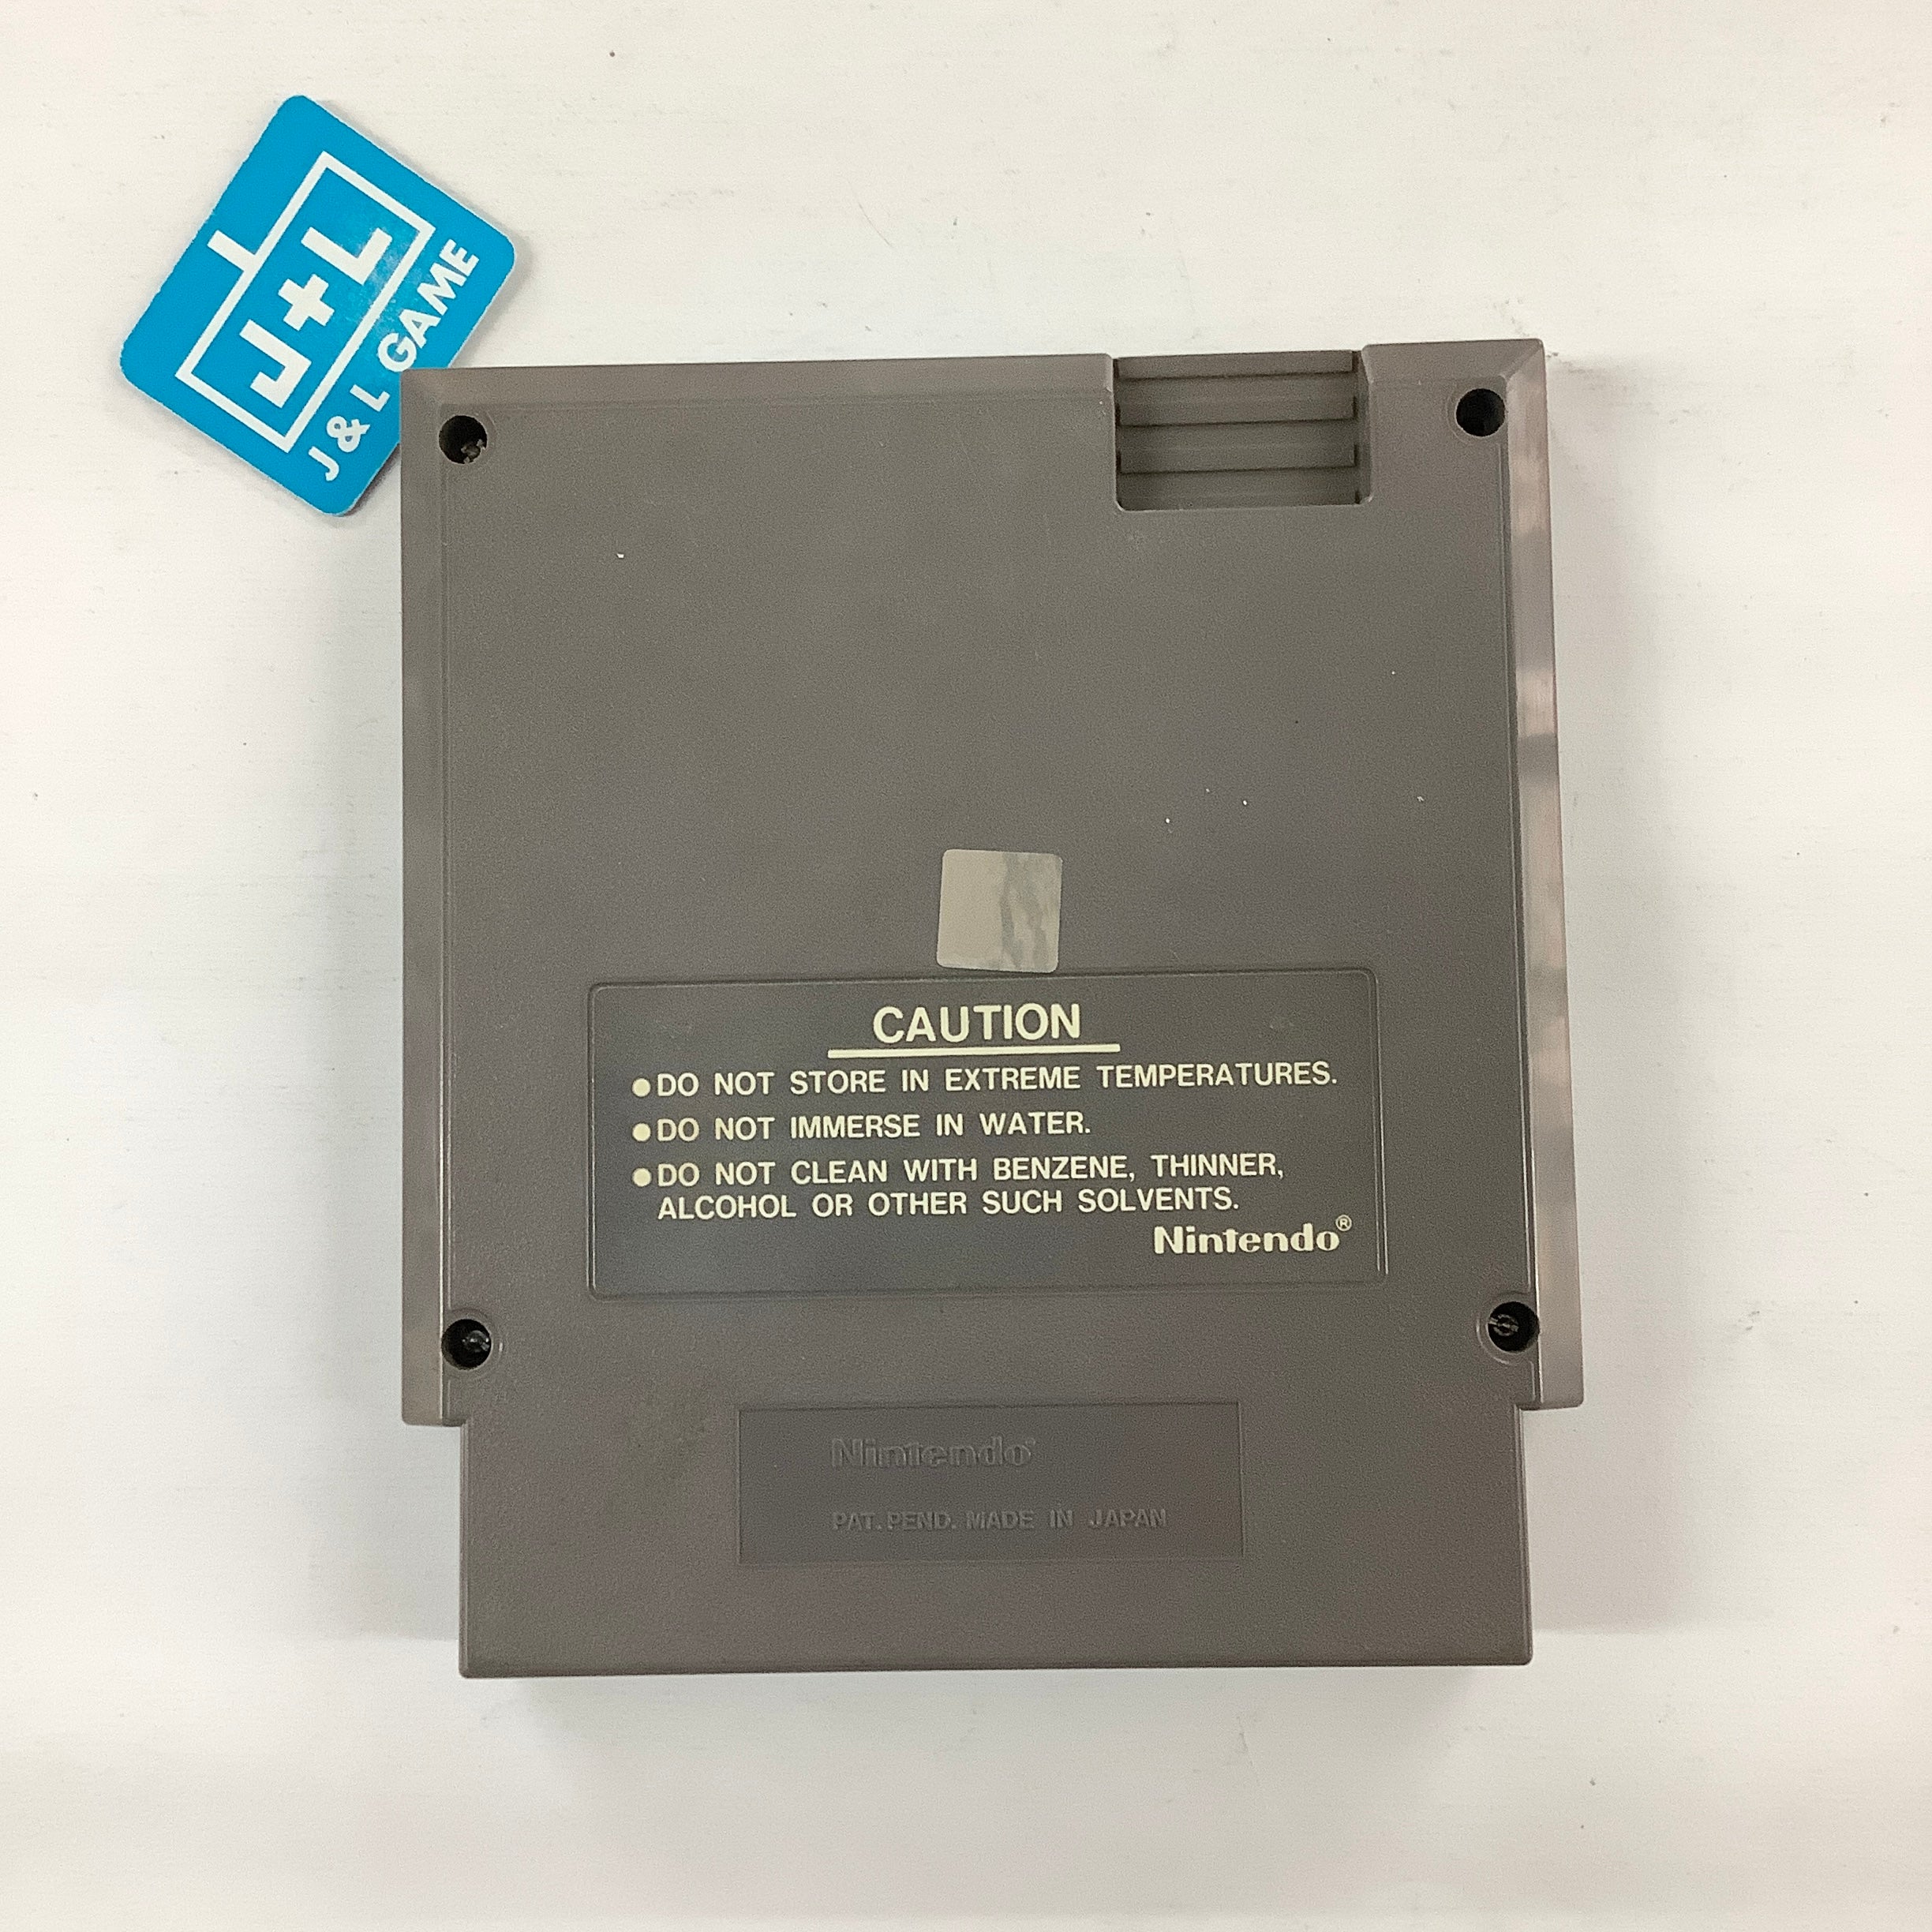 J+L
J & L GAME
CAUTION
●DO NOT STORE IN EXTREME TEMPERATURES.
●DO NOT IMMERSE IN WATER.
●DO NOT CLEAN WITH BENZENE, THINNER,
ALCOHOL OR OTHER SUCH SOLVENTS.
Nintendo®
Nintendo®
PAT. PEND. MADE IN JAPAN